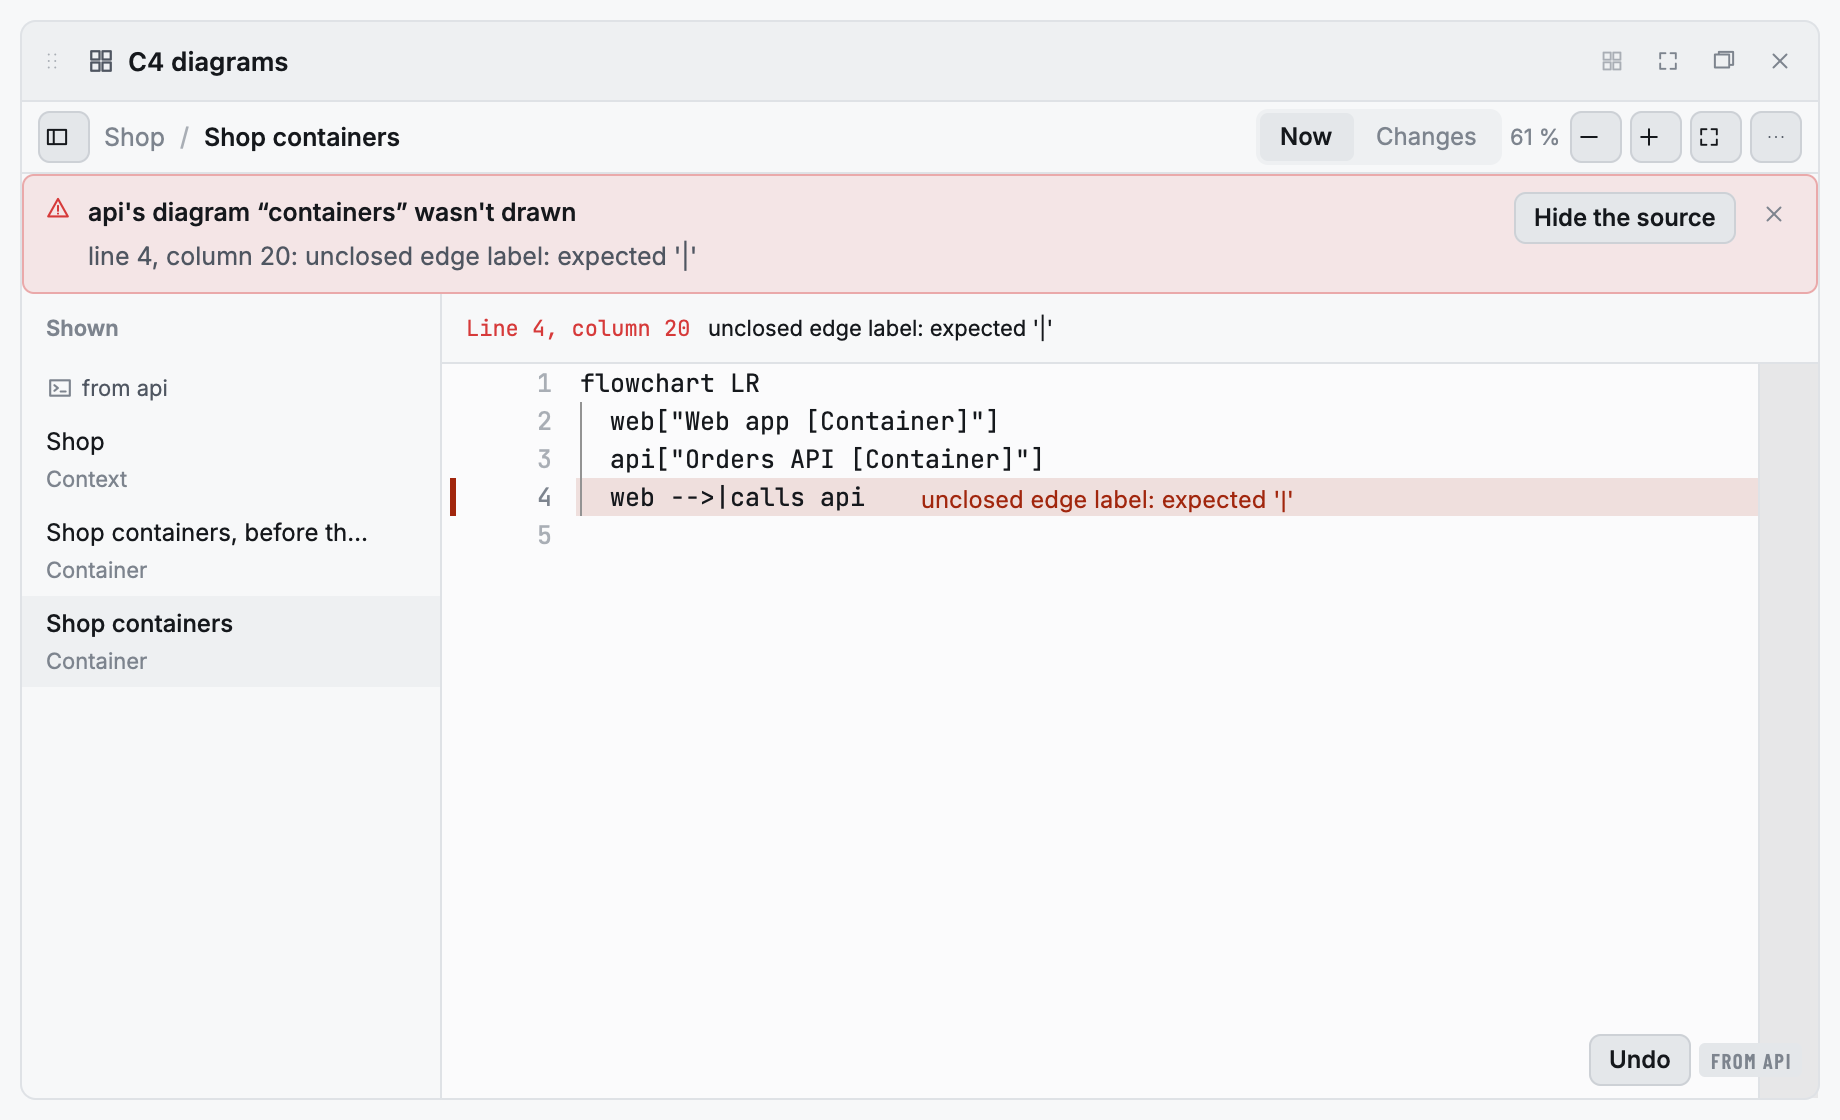 C4 diagrams
Shop / Shop containers
Now Changes 61 %
api's diagram “containers” wasn't drawn
line 4, column 20: unclosed edge label: expected '|'
Hide the source
Shown
from api
Shop
Context
Shop containers, before th...
Container
Shop containers
Container
Line 4, column 20 unclosed edge label: expected '|'
1 flowchart LR
2   web["Web app [Container]"]
3   api["Orders API [Container]"]
4   web -->|calls api unclosed edge label: expected '|'
5
Undo
FROM API